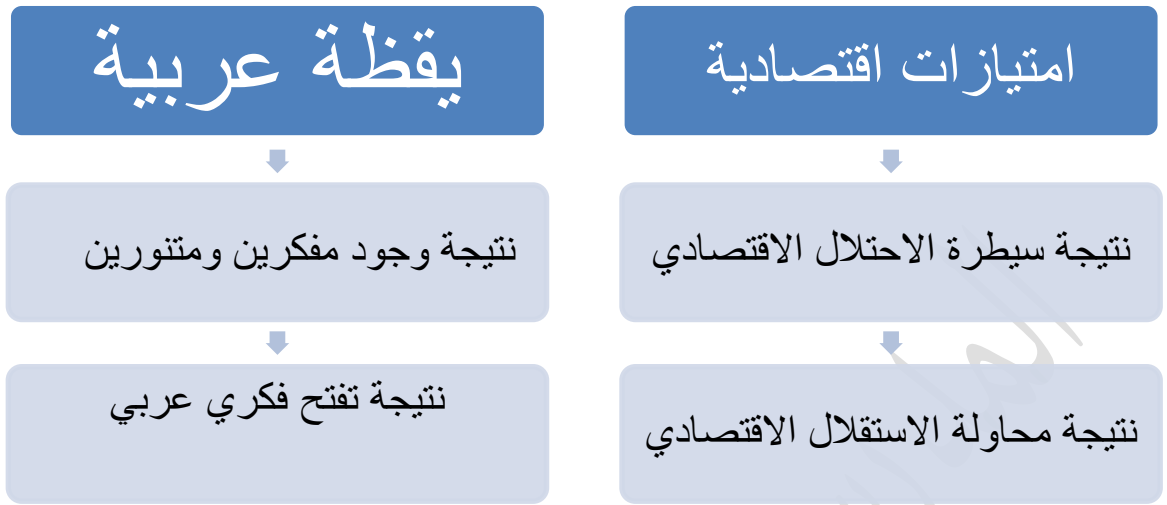 امتيازات اقتصادية
نتيجة سيطرة الاحتلال الاقتصادي
نتيجة محاولة الاستقلال الاقتصادي
يقظة عربية
نتيجة وجود مفكرين ومتنورين
نتيجة تفتح فكري عربي